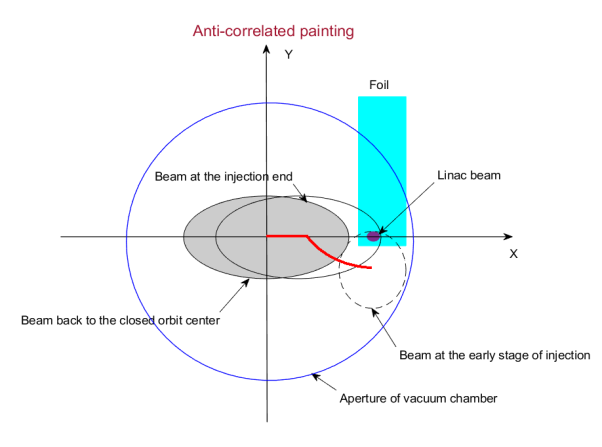 Anti-correlated painting
Y
Foil
Beam at the injection end
Linac beam
X
Beam back to the closed orbit center
Beam at the early stage of injection
Aperture of vacuum chamber